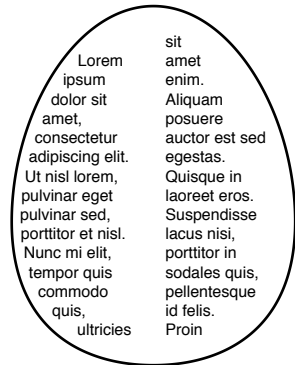 Lorem
ipsum
dolor sit
amet,
consectetur
adipiscing elit.
Ut nisl lorem,
pulvinar eget
pulvinar sed,
porttitor et nisl.
Nunc mi elit,
tempor quis
commodo
quis,
ultricies
sit
amet
enim.
Aliquam
posuere
auctor est sed
egestas.
Quisque in
laoreet eros.
Suspendisse
lacus nisi,
porttitor in
sodales quis,
pellentesque
id felis.
Proin